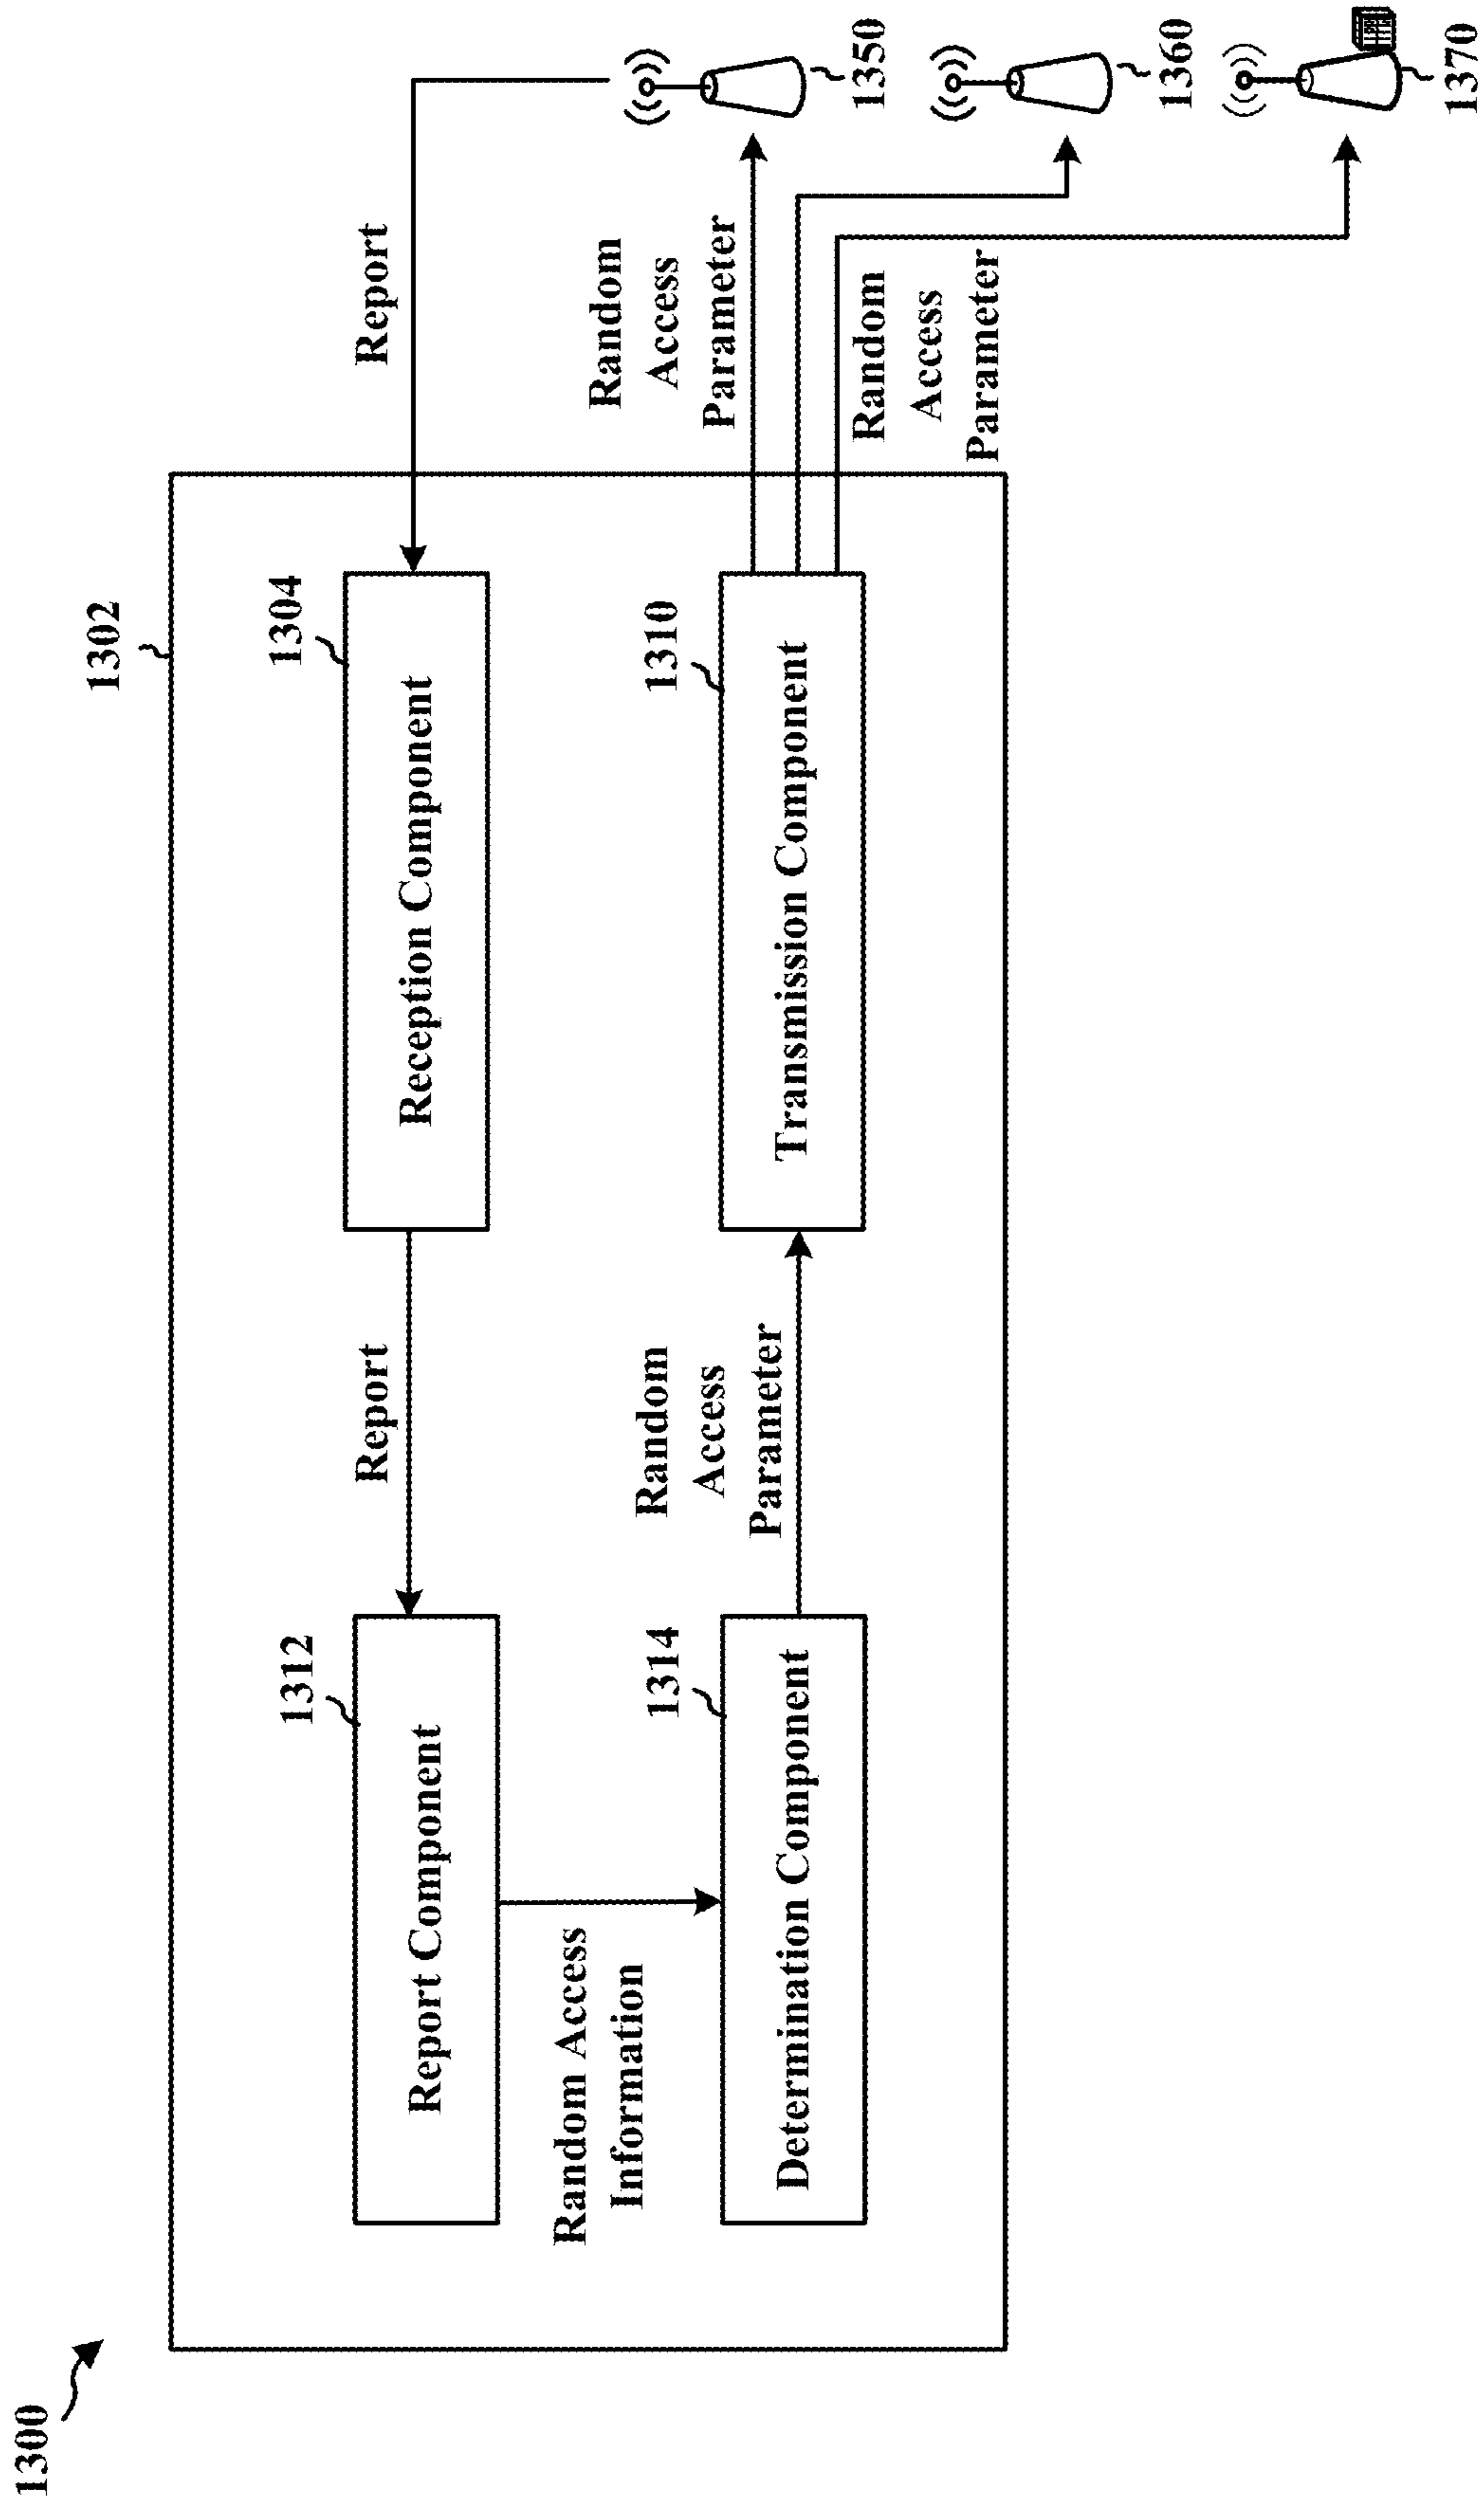 1300
1302
1312
Report Component
Report
1304
Reception Component
Report
Random Access
Information
1314
Determination Component
Random
Access
Parameter
1310
Transmission Component
Random
Access
Parameter
Random
Access
Parameter
1350
1360
1370